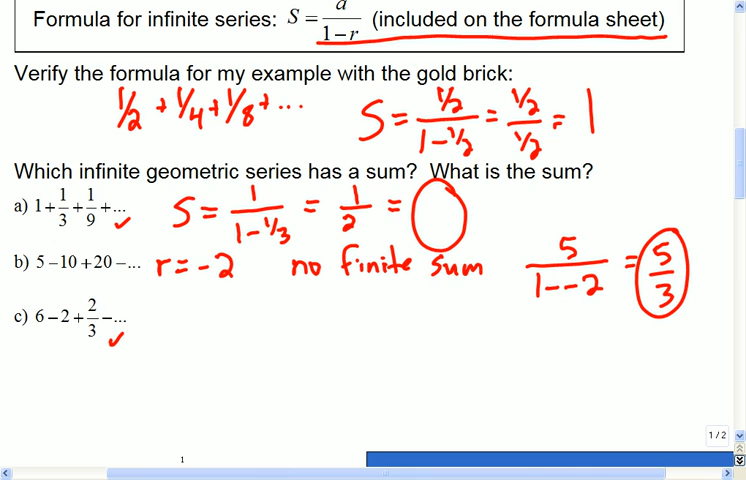 Formula for infinite series: S = a / 1 − r (included on the formula sheet)
Verify the formula for my example with the gold brick:
1/2 + 1/4 + 1/8 + ... S = 1/2 / 1 − 1/2 = 1/2 / 1/2 = 1
Which infinite geometric series has a sum? What is the sum?
a) 1 + 1/3 + 1/9 + ... S = 1 / 1 − 1/3 = 1/2 =
b) 5 − 10 + 20 − ... r = −2 no finite sum 5 / 1 − −2 = 5/3
c) 6 − 2 + 2/3 − ...
1 / 2
1